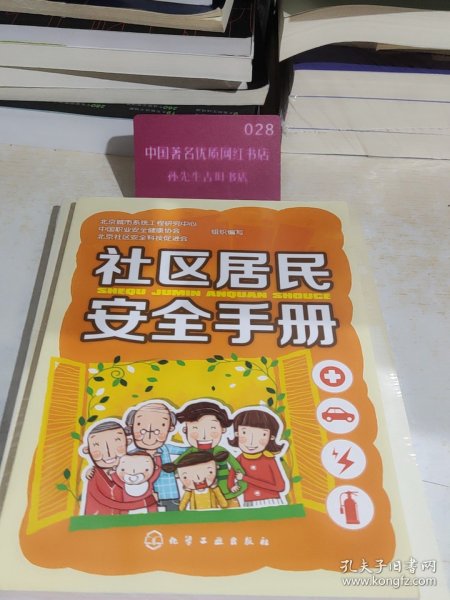 028
中国著名优质网红书店
孙先生古旧书店
北京城市系统工程研究中心
中国职业安全健康协会 组织编写
北京社区安全科技促进会
社区居民
SHEQU JUMIN ANQUAN SHOUCE
安全手册
化学工业出版社
孔夫子旧书网
www.kongfz.com